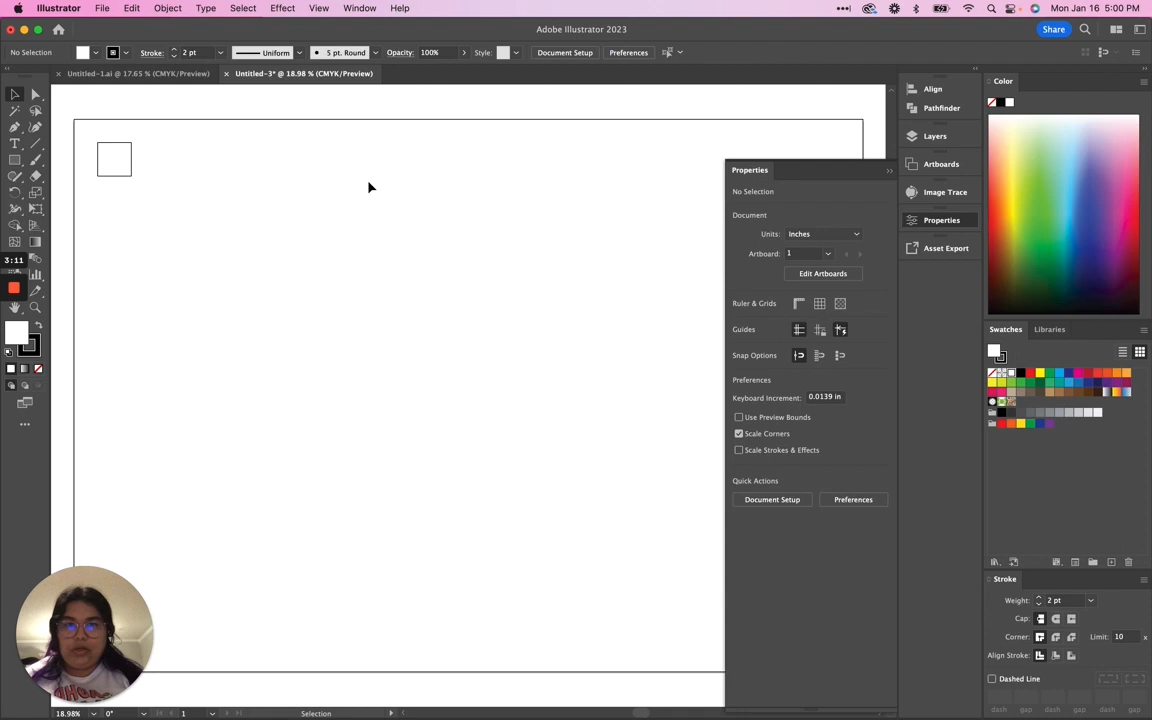 Illustrator File Edit Object Type Select Effect View Window Help Mon Jan 16 5:00 PM
Adobe Illustrator 2023 Share
No Selection Stroke: 2 pt Uniform 5 pt. Round Opacity: 100% Style: Document Setup Preferences
Untitled-1.ai @ 17.65 % (CMYK/Preview) Untitled-3* @ 18.98 % (CMYK/Preview)
Color
Align
Pathfinder
Layers
Artboards
Image Trace
Properties
Asset Export
Properties
No Selection
Document
Units: Inches
Artboard: 1
Edit Artboards
Ruler & Grids
Guides
Snap Options
Preferences
Keyboard Increment: 0.0139 in
Use Preview Bounds
Scale Corners
Scale Strokes & Effects
Quick Actions
Document Setup Preferences
3:11
Swatches Libraries
Stroke
Weight: 2 pt
Cap:
Corner: Limit: 10 x
Align Stroke:
Dashed Line
dash gap dash gap dash gap
18.98% 0° 1 Selection